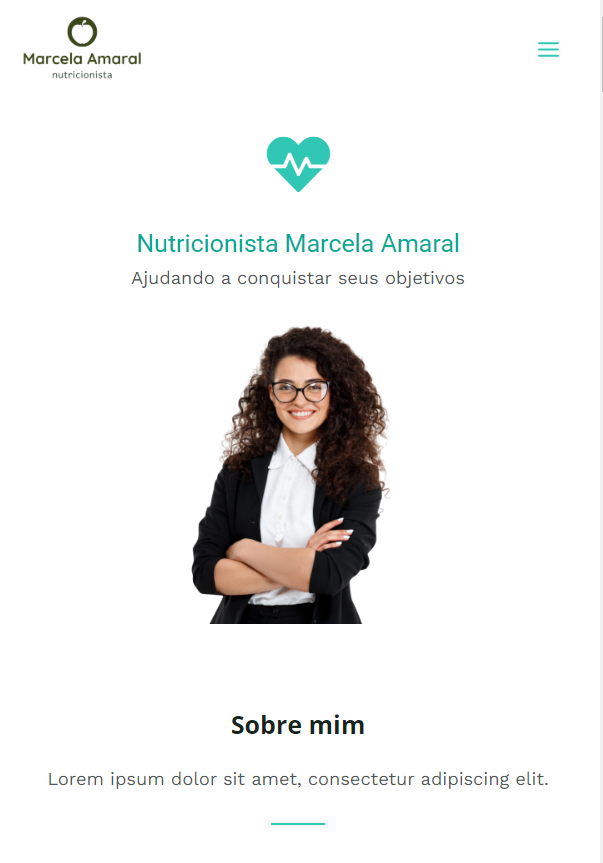 Marcela Amaral
nutricionista
Nutricionista Marcela Amaral
Ajudando a conquistar seus objetivos
Sobre mim
Lorem ipsum dolor sit amet, consectetur adipiscing elit.